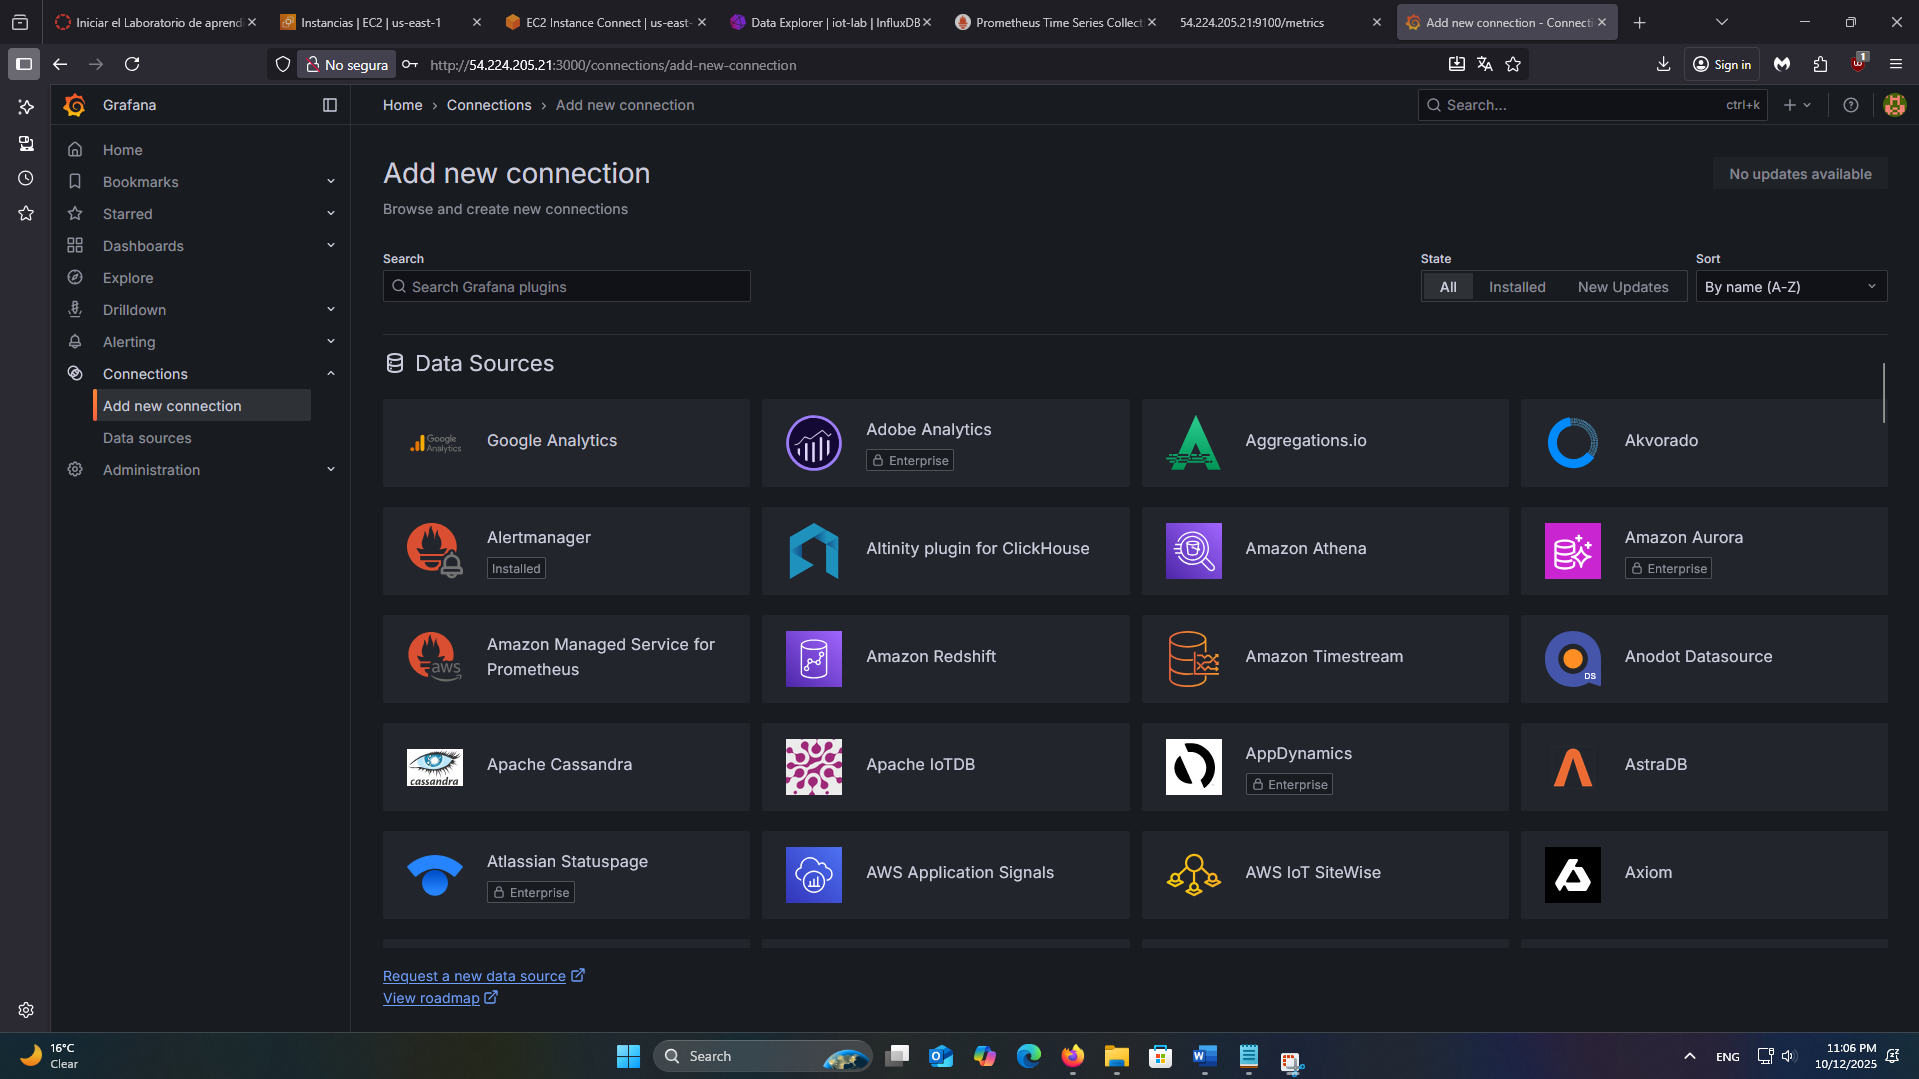 Iniciar el Laboratorio de aprendi
Instancias | EC2 | us-east-1
EC2 Instance Connect | us-east-
Data Explorer | iot-lab | InfluxDB
Prometheus Time Series Collect
54.224.205.21:9100/metrics
Add new connection - Connecti
No segura
http://54.224.205.21:3000/connections/add-new-connection
Sign in
1
Grafana
Home › Connections › Add new connection
Search...
ctrl+k
Home
Bookmarks
Starred
Dashboards
Explore
Drilldown
Alerting
Connections
Add new connection
Data sources
Administration
Add new connection
No updates available
Browse and create new connections
Search
Search Grafana plugins
State
All
Installed
New Updates
Sort
By name (A-Z)
Data Sources
Google Analytics
Google Analytics
Adobe Analytics
Enterprise
Aggregations.io
Akvorado
Alertmanager
Installed
Altinity plugin for ClickHouse
Amazon Athena
Amazon Aurora
Enterprise
aws
Amazon Managed Service for
Prometheus
Amazon Redshift
Amazon Timestream
DS
Anodot Datasource
cassandra
Apache Cassandra
Apache IoTDB
AppDynamics
Enterprise
AstraDB
Atlassian Statuspage
Enterprise
AWS Application Signals
AWS IoT SiteWise
Axiom
Request a new data source
View roadmap
16°C
Clear
Search
ENG
11:06 PM
10/12/2025